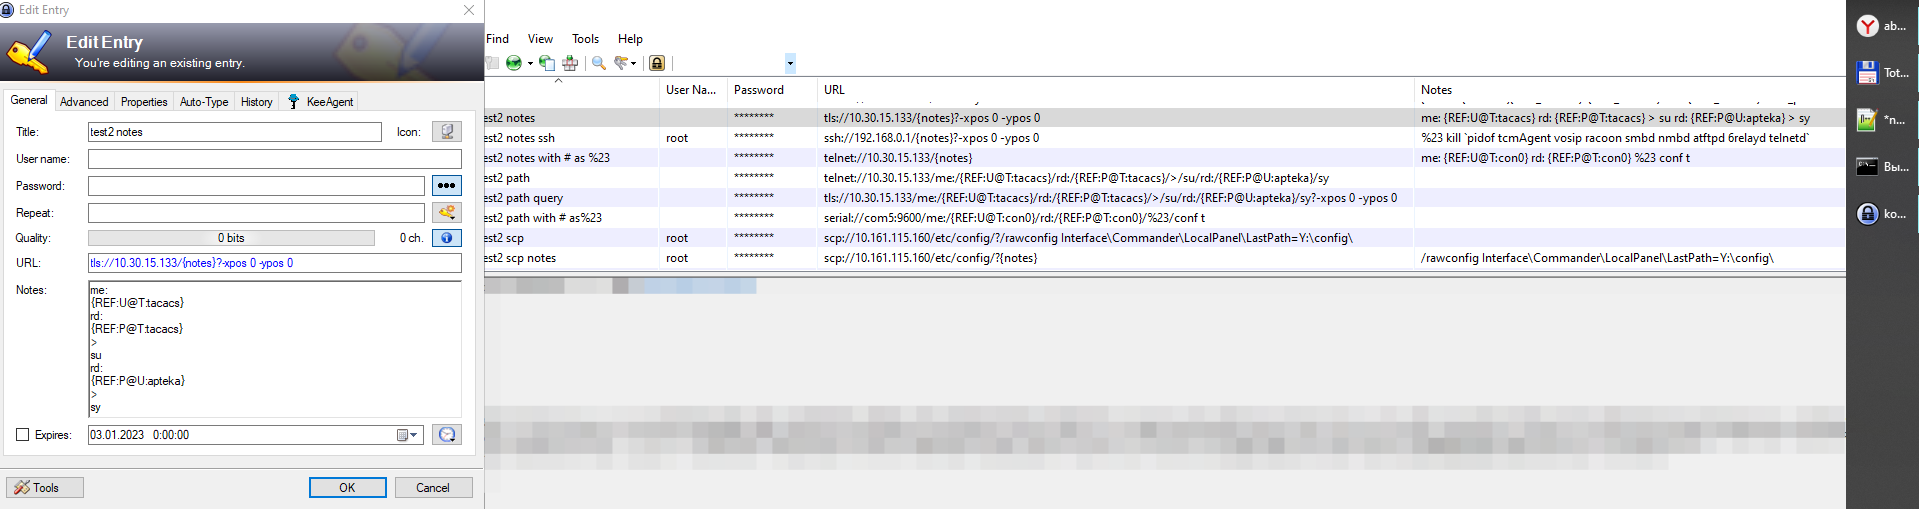 Edit Entry
Edit Entry
You're editing an existing entry.
General Advanced Properties Auto-Type History KeeAgent
Title: test2 notes Icon:
User name:
Password:
Repeat:
Quality: 0 bits 0 ch.
URL: tls://10.30.15.133/{notes}?-xpos 0 -ypos 0
Notes: me:
{REF:U@T:tacacs}
rd:
{REF:P@T:tacacs}
>
su
rd:
{REF:P@U:apteka}
>
sy
Expires: 03.01.2023 0:00:00
Tools OK Cancel
Find View Tools Help
User Na... Password URL Notes
est2 notes ******** tls://10.30.15.133/{notes}?-xpos 0 -ypos 0 me: {REF:U@T:tacacs} rd: {REF:P@T:tacacs} > su rd: {REF:P@U:apteka} > sy
est2 notes ssh root ******** ssh://192.168.0.1/{notes}?-xpos 0 -ypos 0 %23 kill `pidof tcmAgent vosip racoon smbd nmbd atftpd 6relayd telnetd`
est2 notes with # as %23 ******** telnet://10.30.15.133/{notes} me: {REF:U@T:con0} rd: {REF:P@T:con0} %23 conf t
est2 path ******** telnet://10.30.15.133/me:/{REF:U@T:tacacs}/rd:/{REF:P@T:tacacs}/>/su/rd:/{REF:P@U:apteka}/sy
est2 path query ******** tls://10.30.15.133/me:/{REF:U@T:tacacs}/rd:/{REF:P@T:tacacs}/>/su/rd:/{REF:P@U:apteka}/sy?-xpos 0 -ypos 0
est2 path with # as%23 ******** serial://com5:9600/me:/{REF:U@T:con0}/rd:/{REF:P@T:con0}/%23/conf t
est2 scp root ******** scp://10.161.115.160/etc/config/?/rawconfig Interface\Commander\LocalPanel\LastPath=Y:\config\
est2 scp notes root ******** scp://10.161.115.160/etc/config/?{notes} /rawconfig Interface\Commander\LocalPanel\LastPath=Y:\config\
ab...
Tot...
*n...
Вы...
ko...